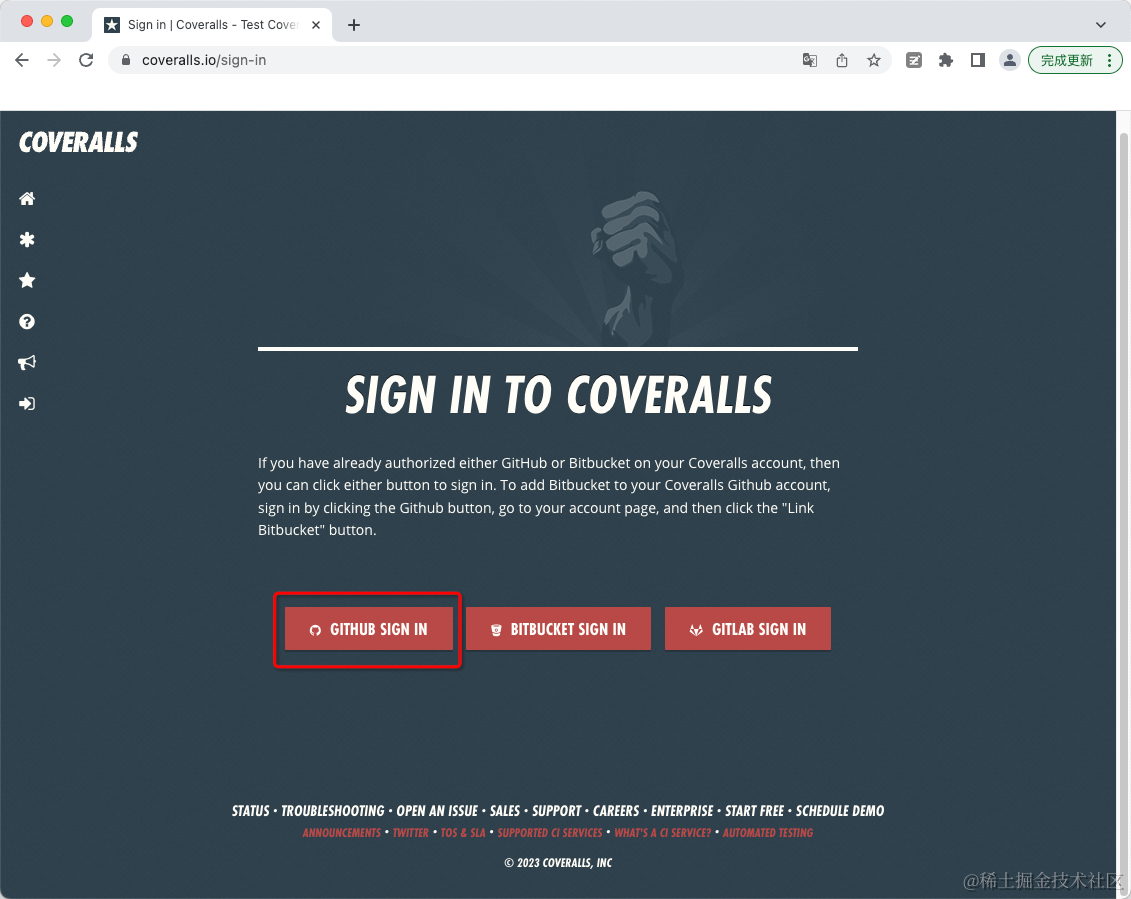 Sign in | Coveralls - Test Cover
coveralls.io/sign-in
完成更新
COVERALLS
SIGN IN TO COVERALLS
If you have already authorized either GitHub or Bitbucket on your Coveralls account, then
you can click either button to sign in. To add Bitbucket to your Coveralls Github account,
sign in by clicking the Github button, go to your account page, and then click the "Link
Bitbucket" button.
GITHUB SIGN IN
BITBUCKET SIGN IN
GITLAB SIGN IN
STATUS • TROUBLESHOOTING • OPEN AN ISSUE • SALES • SUPPORT • CAREERS • ENTERPRISE • START FREE • SCHEDULE DEMO
ANNOUNCEMENTS • TWITTER • TOS & SLA • SUPPORTED CI SERVICES • WHAT'S A CI SERVICE? • AUTOMATED TESTING
© 2023 COVERALLS, INC
@稀土掘金技术社区